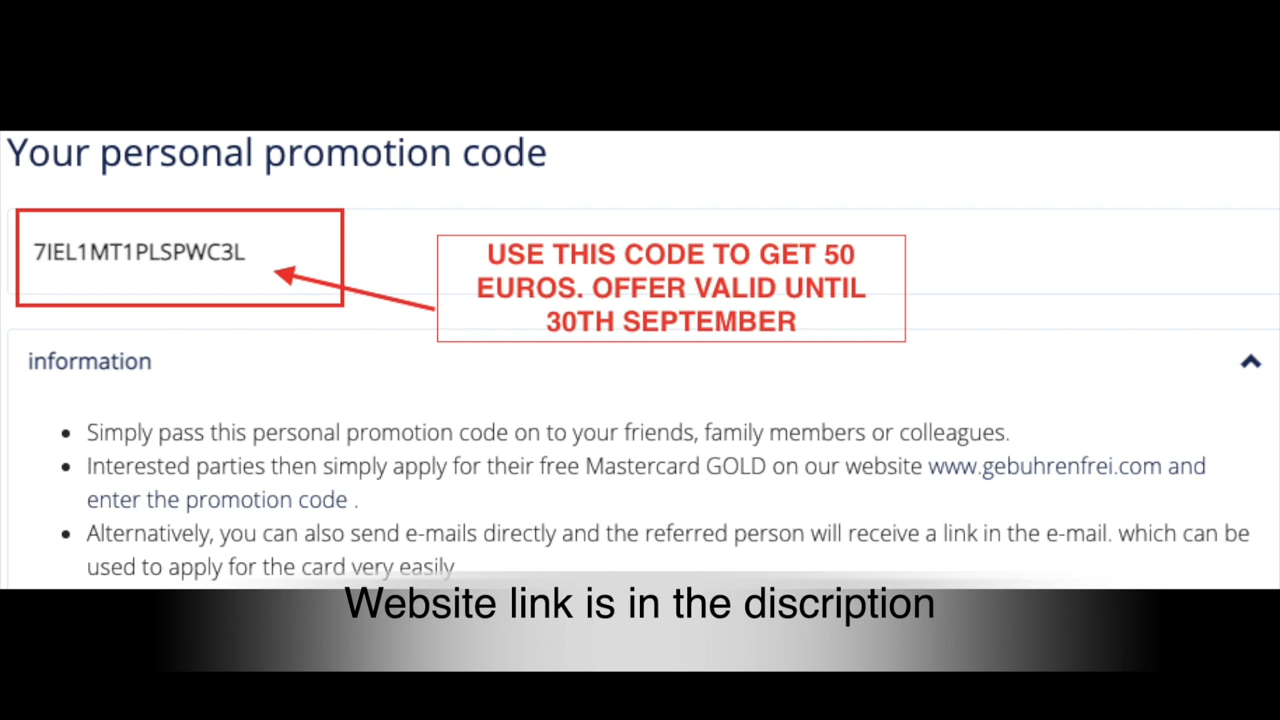 Your personal promotion code
7IEL1MT1PLSPWC3L
USE THIS CODE TO GET 50
EUROS. OFFER VALID UNTIL
30TH SEPTEMBER
information
Simply pass this personal promotion code on to your friends, family members or colleagues.
Interested parties then simply apply for their free Mastercard GOLD on our website www.gebuhrenfrei.com and
enter the promotion code .
Alternatively, you can also send e-mails directly and the referred person will receive a link in the e-mail. which can be
used to apply for the card very easily
Website link is in the discription